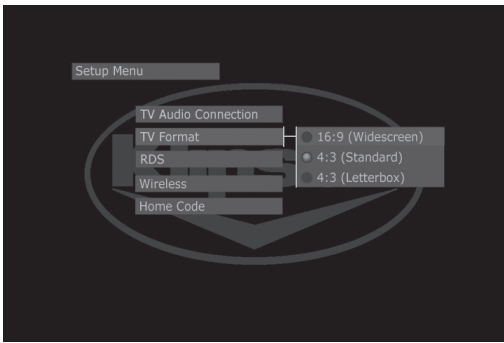 Setup Menu
TV Audio Connection
TV Format
16:9 (Widescreen)
RDS
4:3 (Standard)
Wireless
4:3 (Letterbox)
Home Code